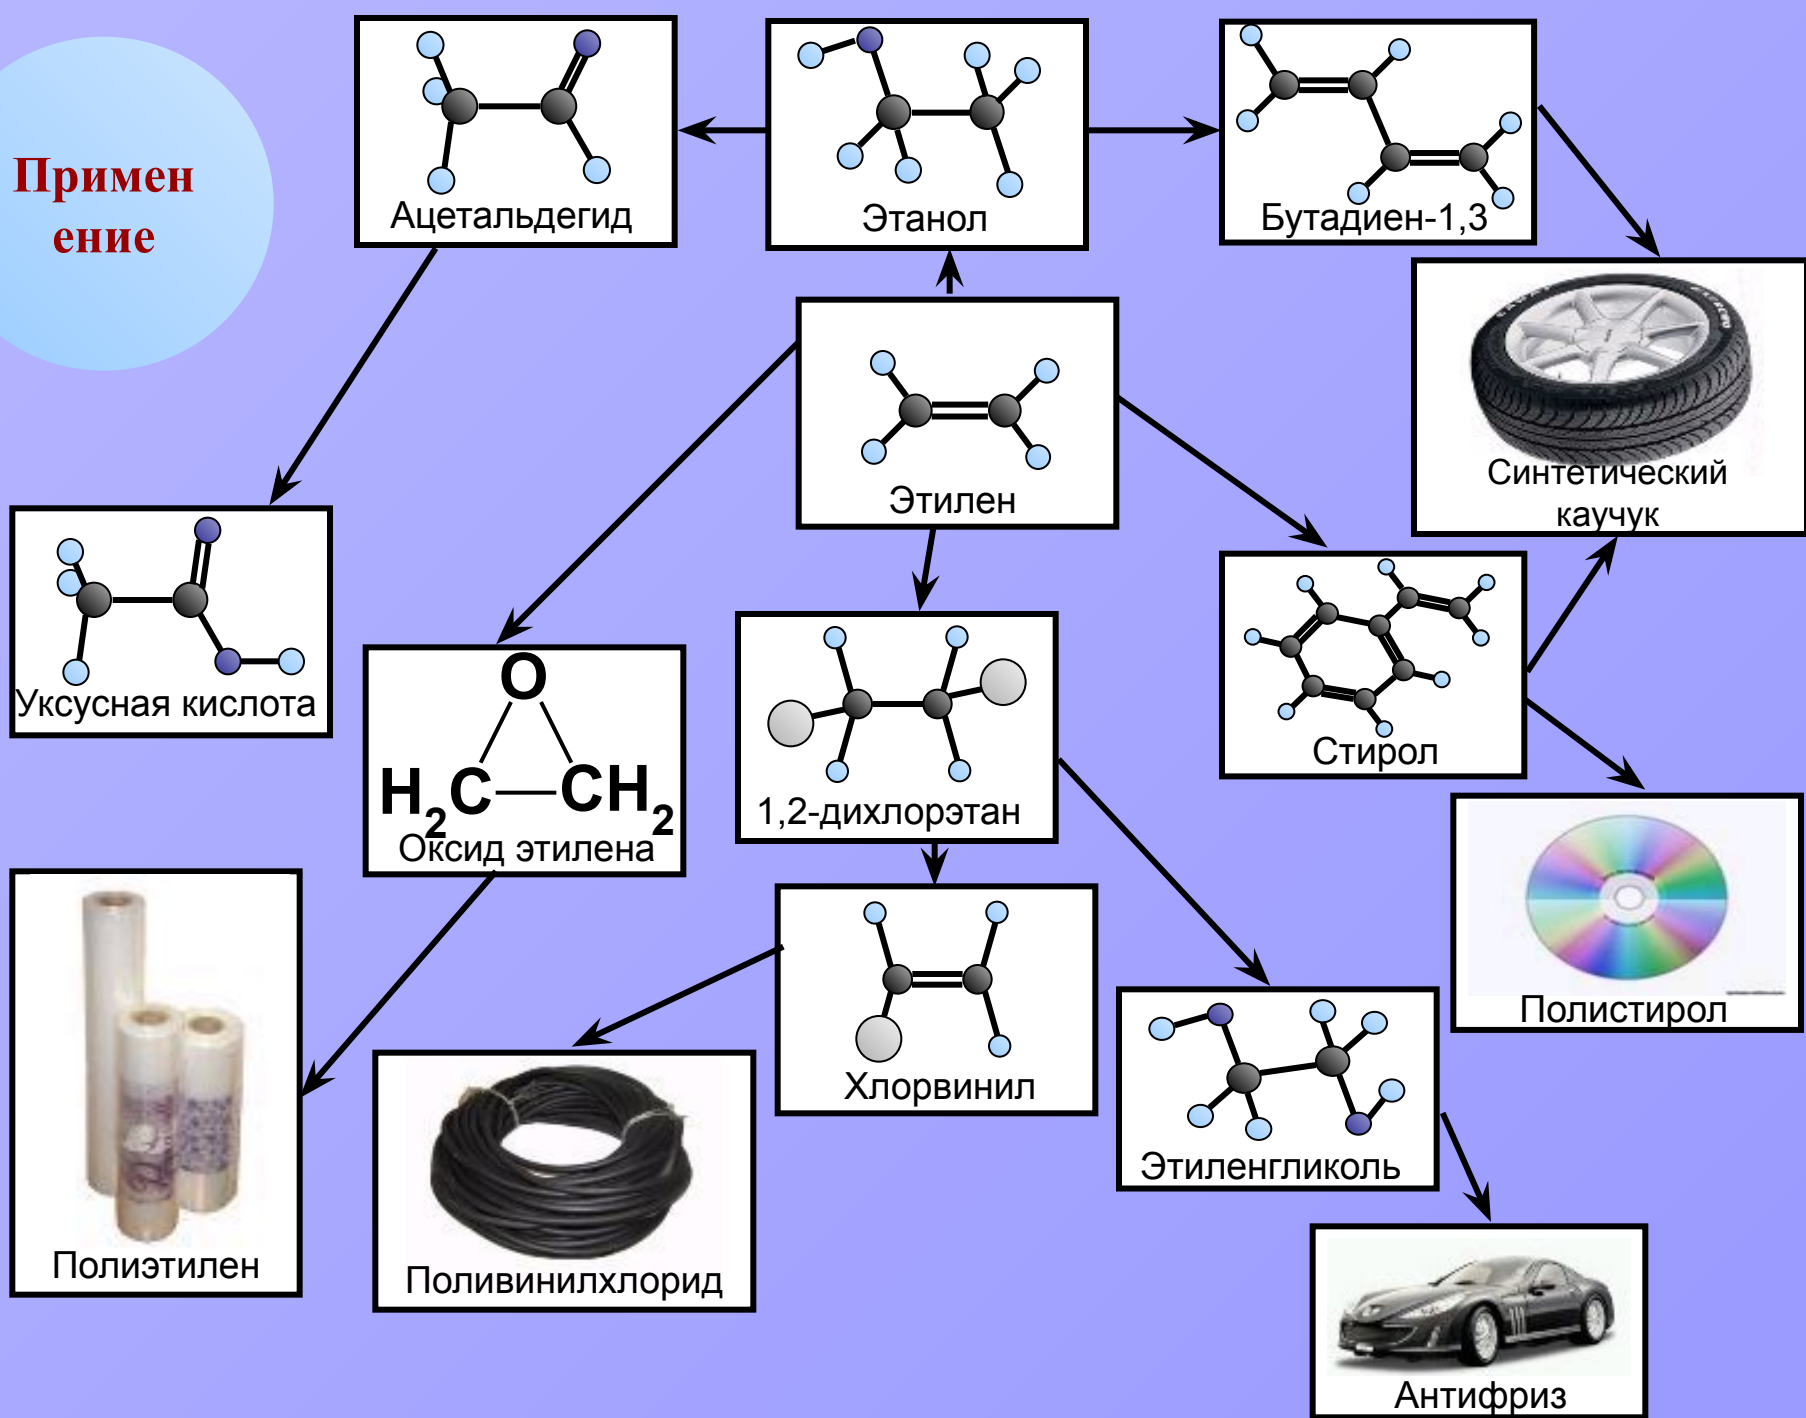 Примен
ение
Ацетальдегид
Этанол
Бутадиен-1,3
Синтетический
каучук
Этилен
Уксусная кислота
O
H2C—CH2
Оксид этилена
1,2-дихлорэтан
Стирол
Полистирол
Хлорвинил
Этиленгликоль
Полиэтилен
Поливинилхлорид
Антифриз